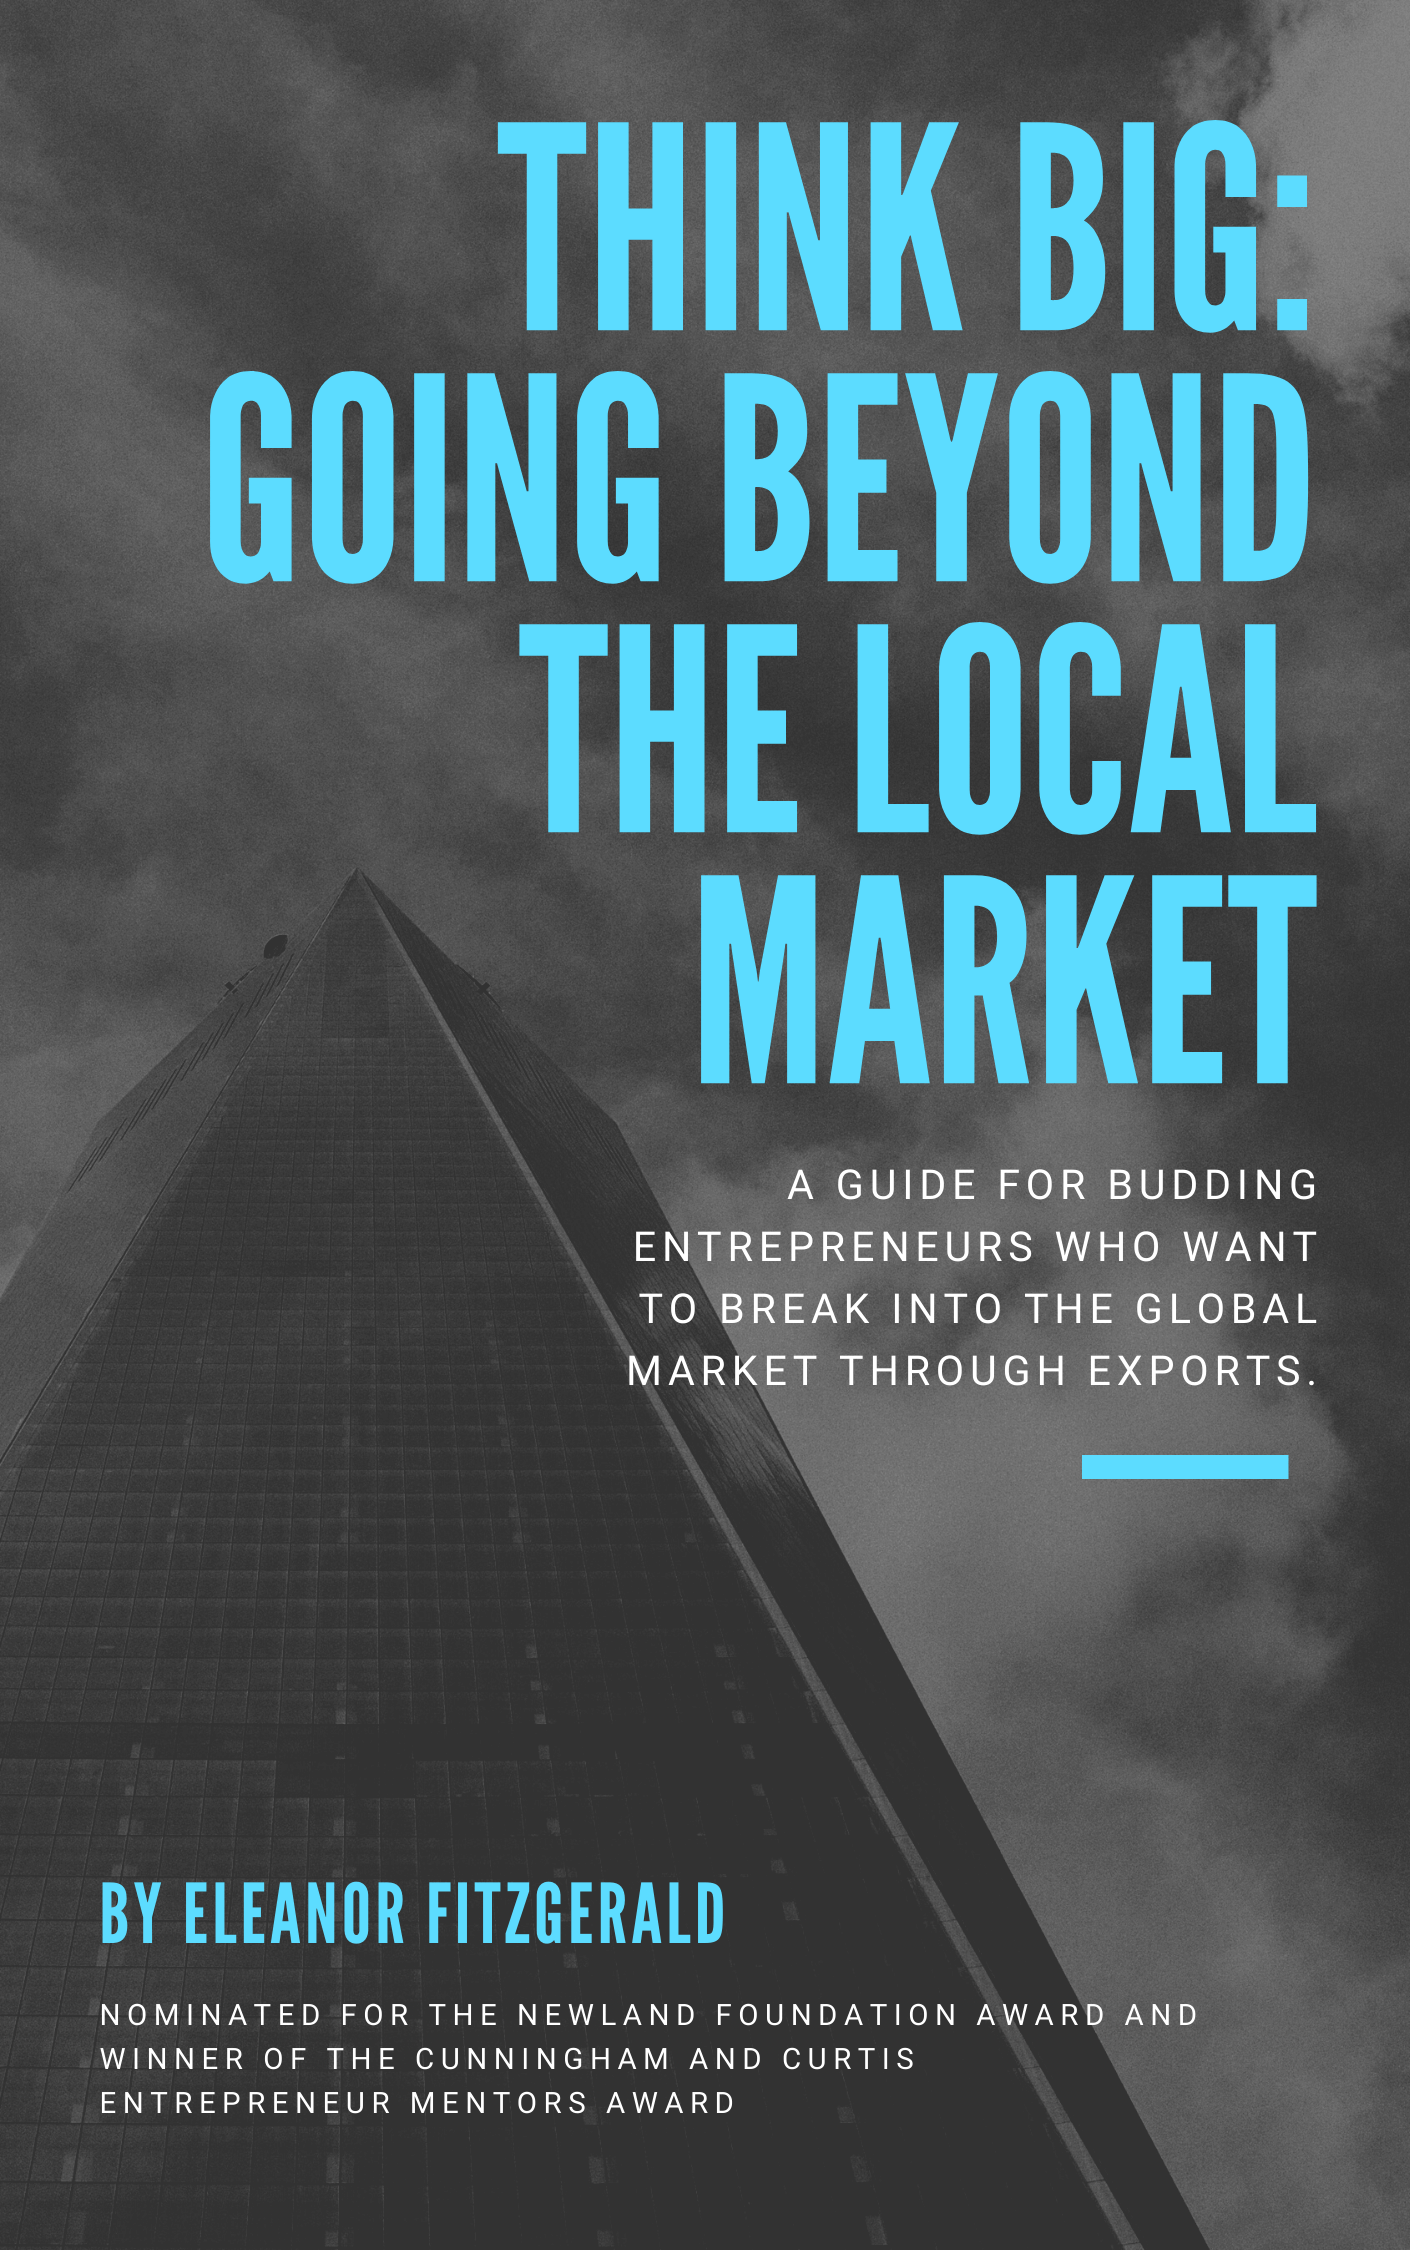 THINK BIG:
GOING BEYOND
THE LOCAL
MARKET
A GUIDE FOR BUDDING
ENTREPRENEURS WHO WANT
TO BREAK INTO THE GLOBAL
MARKET THROUGH EXPORTS.
BY ELEANOR FITZGERALD
NOMINATED FOR THE NEWLAND FOUNDATION AWARD AND
WINNER OF THE CUNNINGHAM AND CURTIS
ENTREPRENEUR MENTORS AWARD